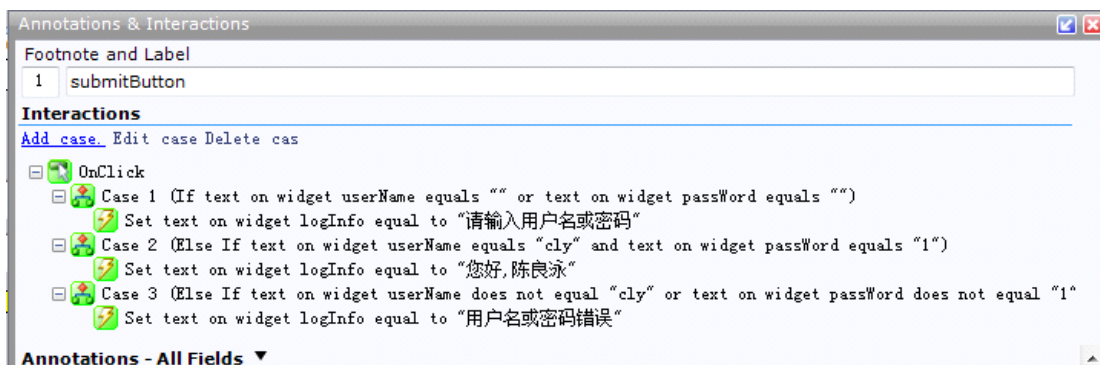 Annotations & Interactions
Footnote and Label
1 submitButton
Interactions
Add case. Edit case Delete cas
OnClick
Case 1 (If text on widget userName equals "" or text on widget passWord equals "")
Set text on widget logInfo equal to "请输入用户名或密码"
Case 2 (Else If text on widget userName equals "cly" and text on widget passWord equals "1")
Set text on widget logInfo equal to "您好,陈良泳"
Case 3 (Else If text on widget userName does not equal "cly" or text on widget passWord does not equal "1"
Set text on widget logInfo equal to "用户名或密码错误"
Annotations - All Fields ▼